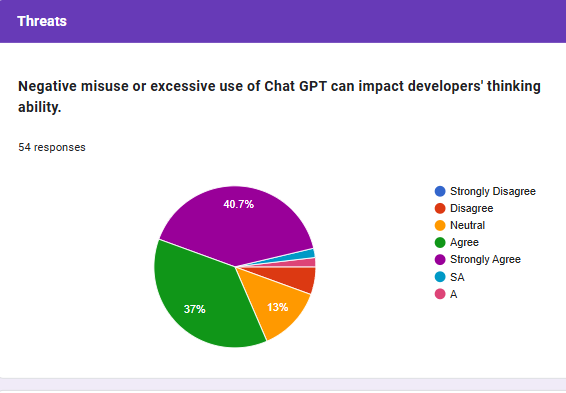 Threats
Negative misuse or excessive use of Chat GPT can impact developers' thinking
ability.
54 responses
40.7%
37%
13%
Strongly Disagree
Disagree
Neutral
Agree
Strongly Agree
SA
A